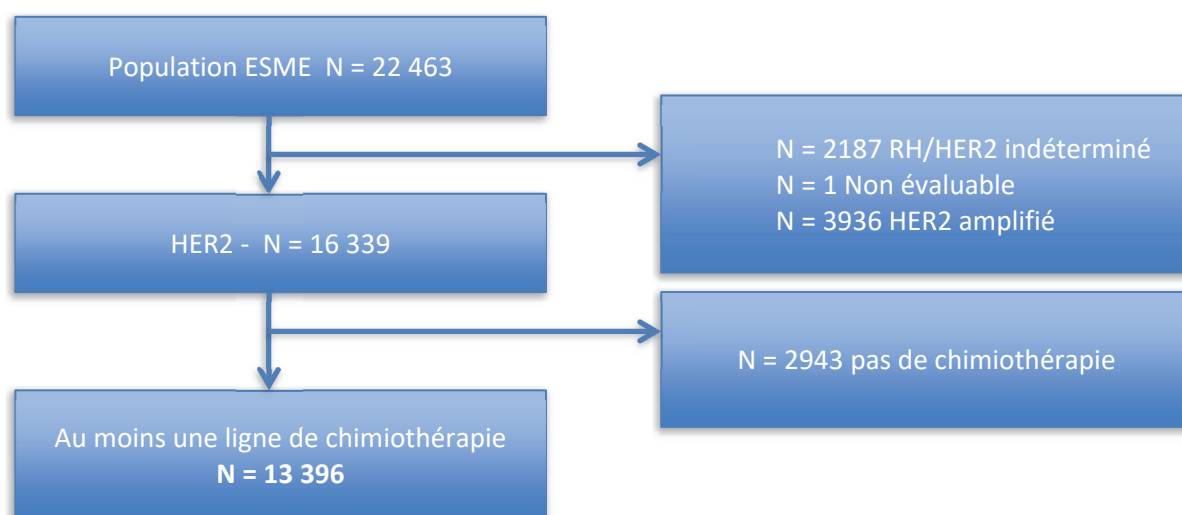 Population ESME  N = 22 463
N = 2187 RH/HER2 indéterminé
N = 1 Non évaluable
N = 3936 HER2 amplifié
HER2 -  N = 16 339
N = 2943 pas de chimiothérapie
Au moins une ligne de chimiothérapie
N = 13 396